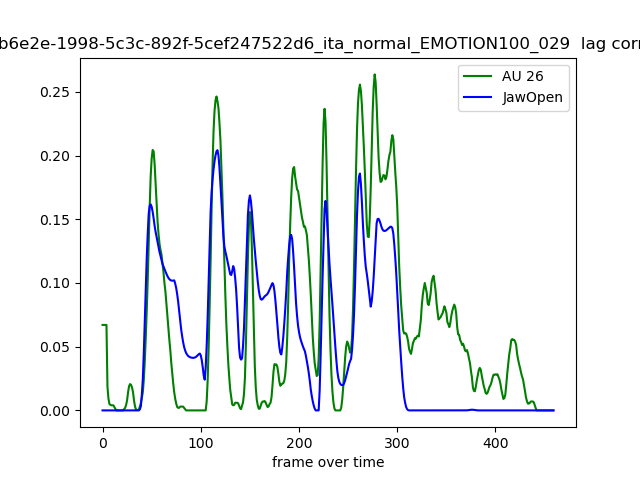 b6e2e-1998-5c3c-892f-5cef247522d6_ita_normal_EMOTION100_029 lag corr
AU 26
JawOpen
0.25
0.20
0.15
0.10
0.05
0.00
0 100 200 300 400
frame over time